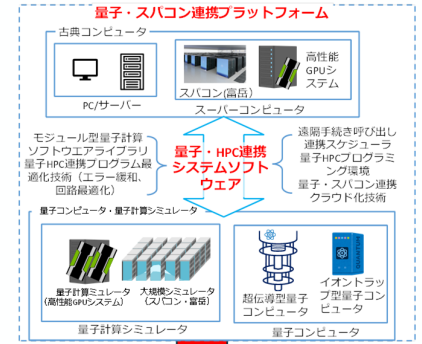 量子・スパコン連携プラットフォーム
古典コンピュータ
PC/サーバー
スパコン(富岳)
高性能
GPUシ
ステム
スーパーコンピュータ
モジュール型量子計算
ソフトウエアライブラリ
量子HPC連携プログラム最
適化技術（エラー緩和、
回路最適化）
量子・HPC連携
システムソフト
ウェア
遠隔手続き呼び出し
連携スケジューラ
量子HPCプログラミ
ング環境
量子・スパコン連携
クラウド化技術
量子コンピュータ・量子計算シミュレータ
量子計算ミュレータ
(高性能GPUシステム）
大規模シミュレータ
（スパコン・富岳）
量子計算シミュレータ
超伝導型量子
コンピュータ
イオントラッ
プ型量子コン
ピュータ
量子コンピュータ